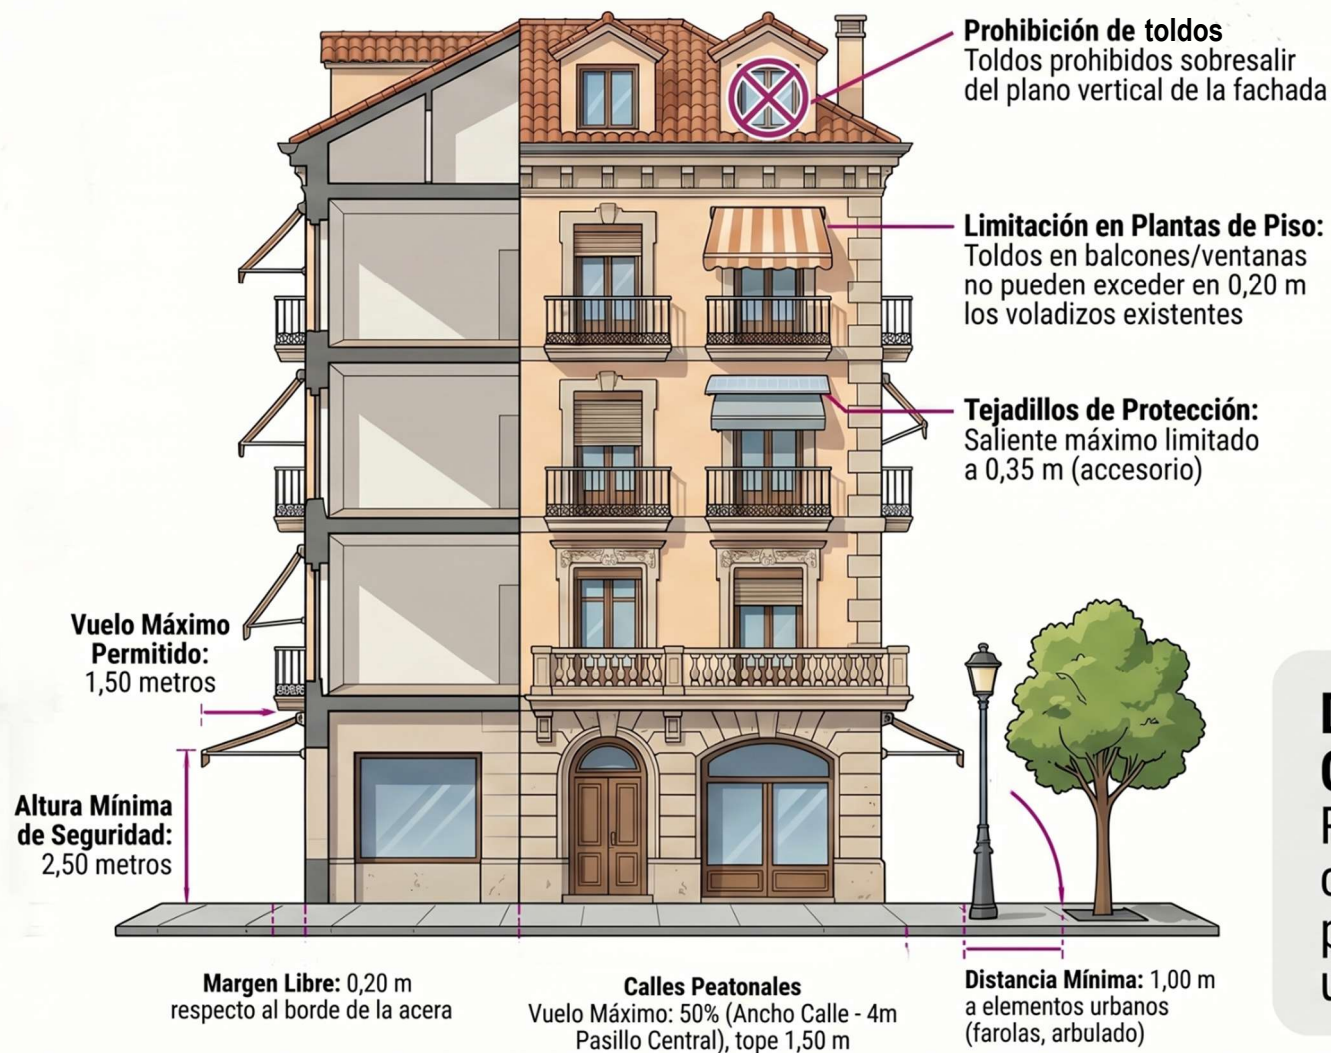 Prohibición de toldos
Toldos prohibidos sobresalir
del plano vertical de la fachada
Limitación en Plantas de Piso:
Toldos en balcones/ventanas
no pueden exceder en 0,20 m
los voladizos existentes
Tejadillos de Protección:
Saliente máximo limitado
a 0,35 m (accesorio)
Vuelo Máximo
Permitido:
1,50 metros
Altura Mínima
de Seguridad:
2,50 metros
Margen Libre: 0,20 m
respecto al borde de la acera
Calles Peatonales
Vuelo Máximo: 50% (Ancho Calle - 4m
Pasillo Central), tope 1,50 m
Distancia Mínima: 1,00 m
a elementos urbanos
(farolas, arbulado)